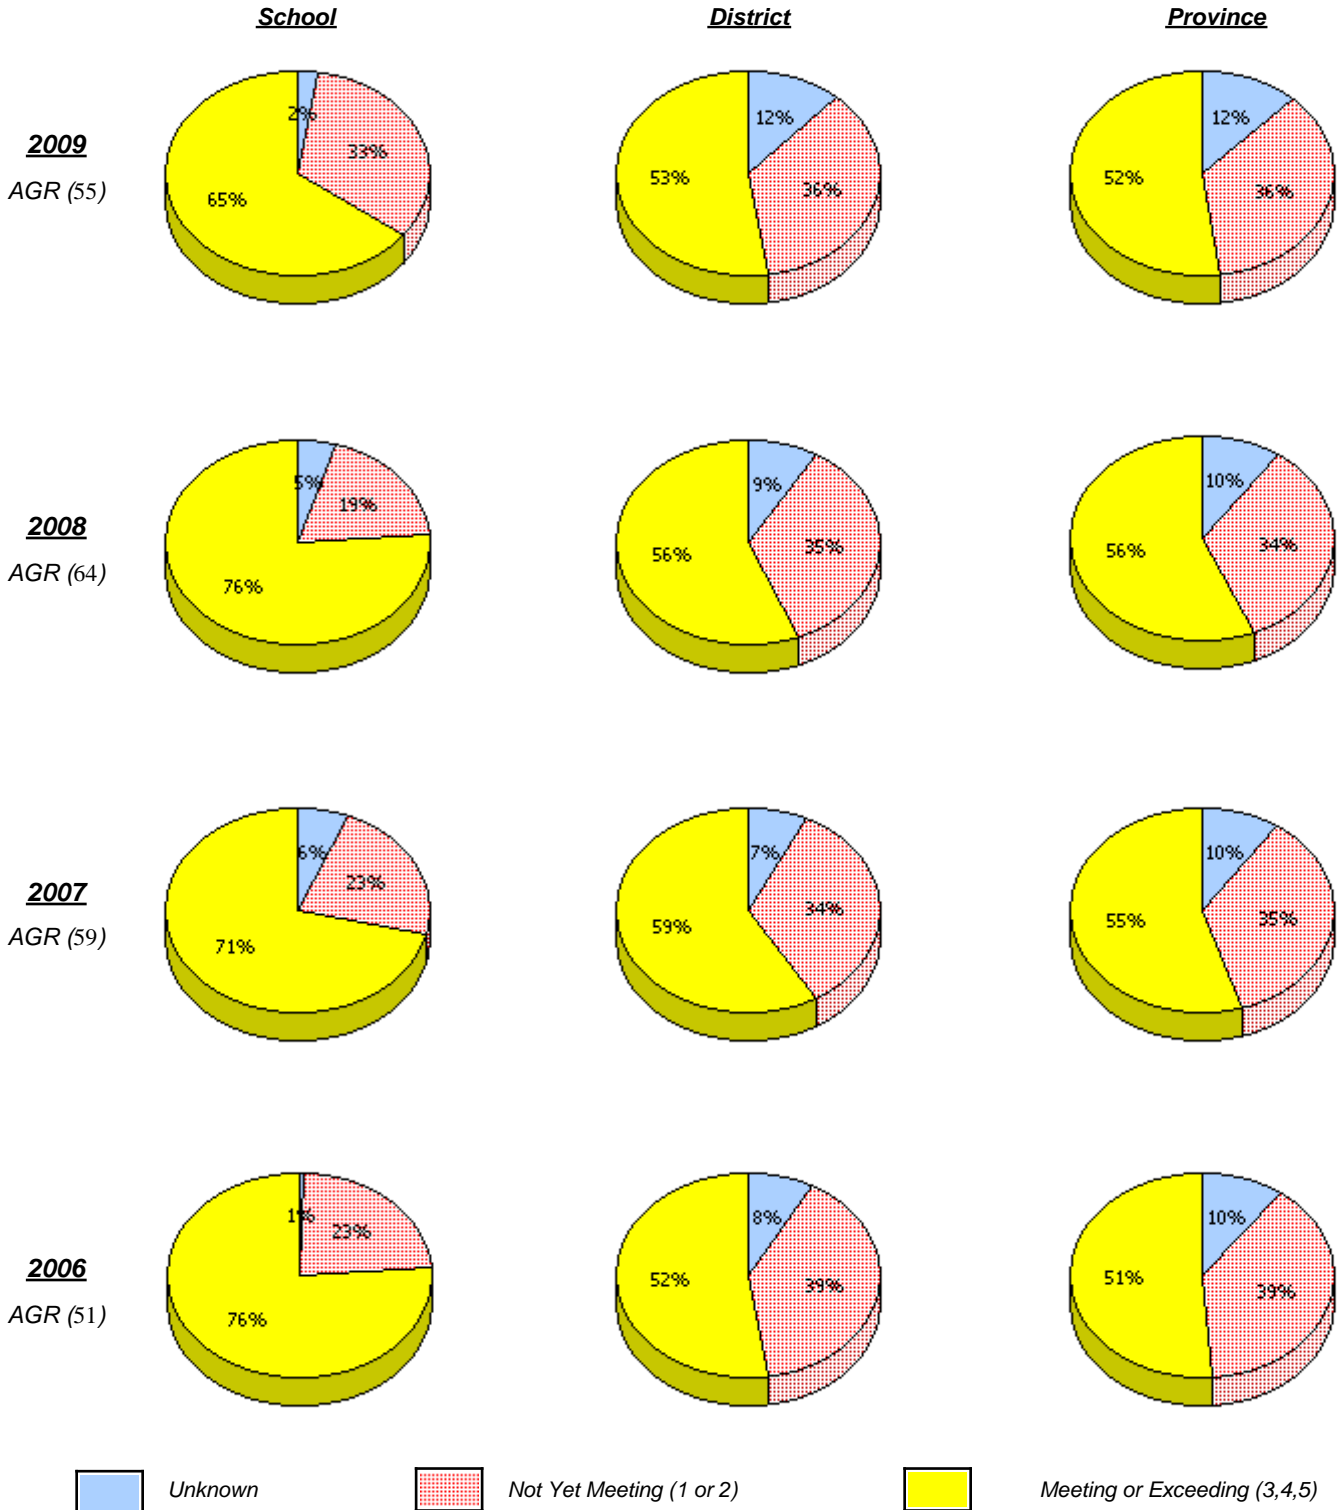 School District Province
2009
AGR (55)
2% 33% 65%
12% 36% 53%
12% 36% 52%
2008
AGR (64)
5% 19% 76%
9% 35% 56%
10% 34% 56%
2007
AGR (59)
6% 23% 71%
7% 34% 59%
10% 35% 55%
2006
AGR (51)
1% 23% 76%
8% 39% 52%
10% 39% 51%
Unknown Not Yet Meeting (1 or 2) Meeting or Exceeding (3,4,5)